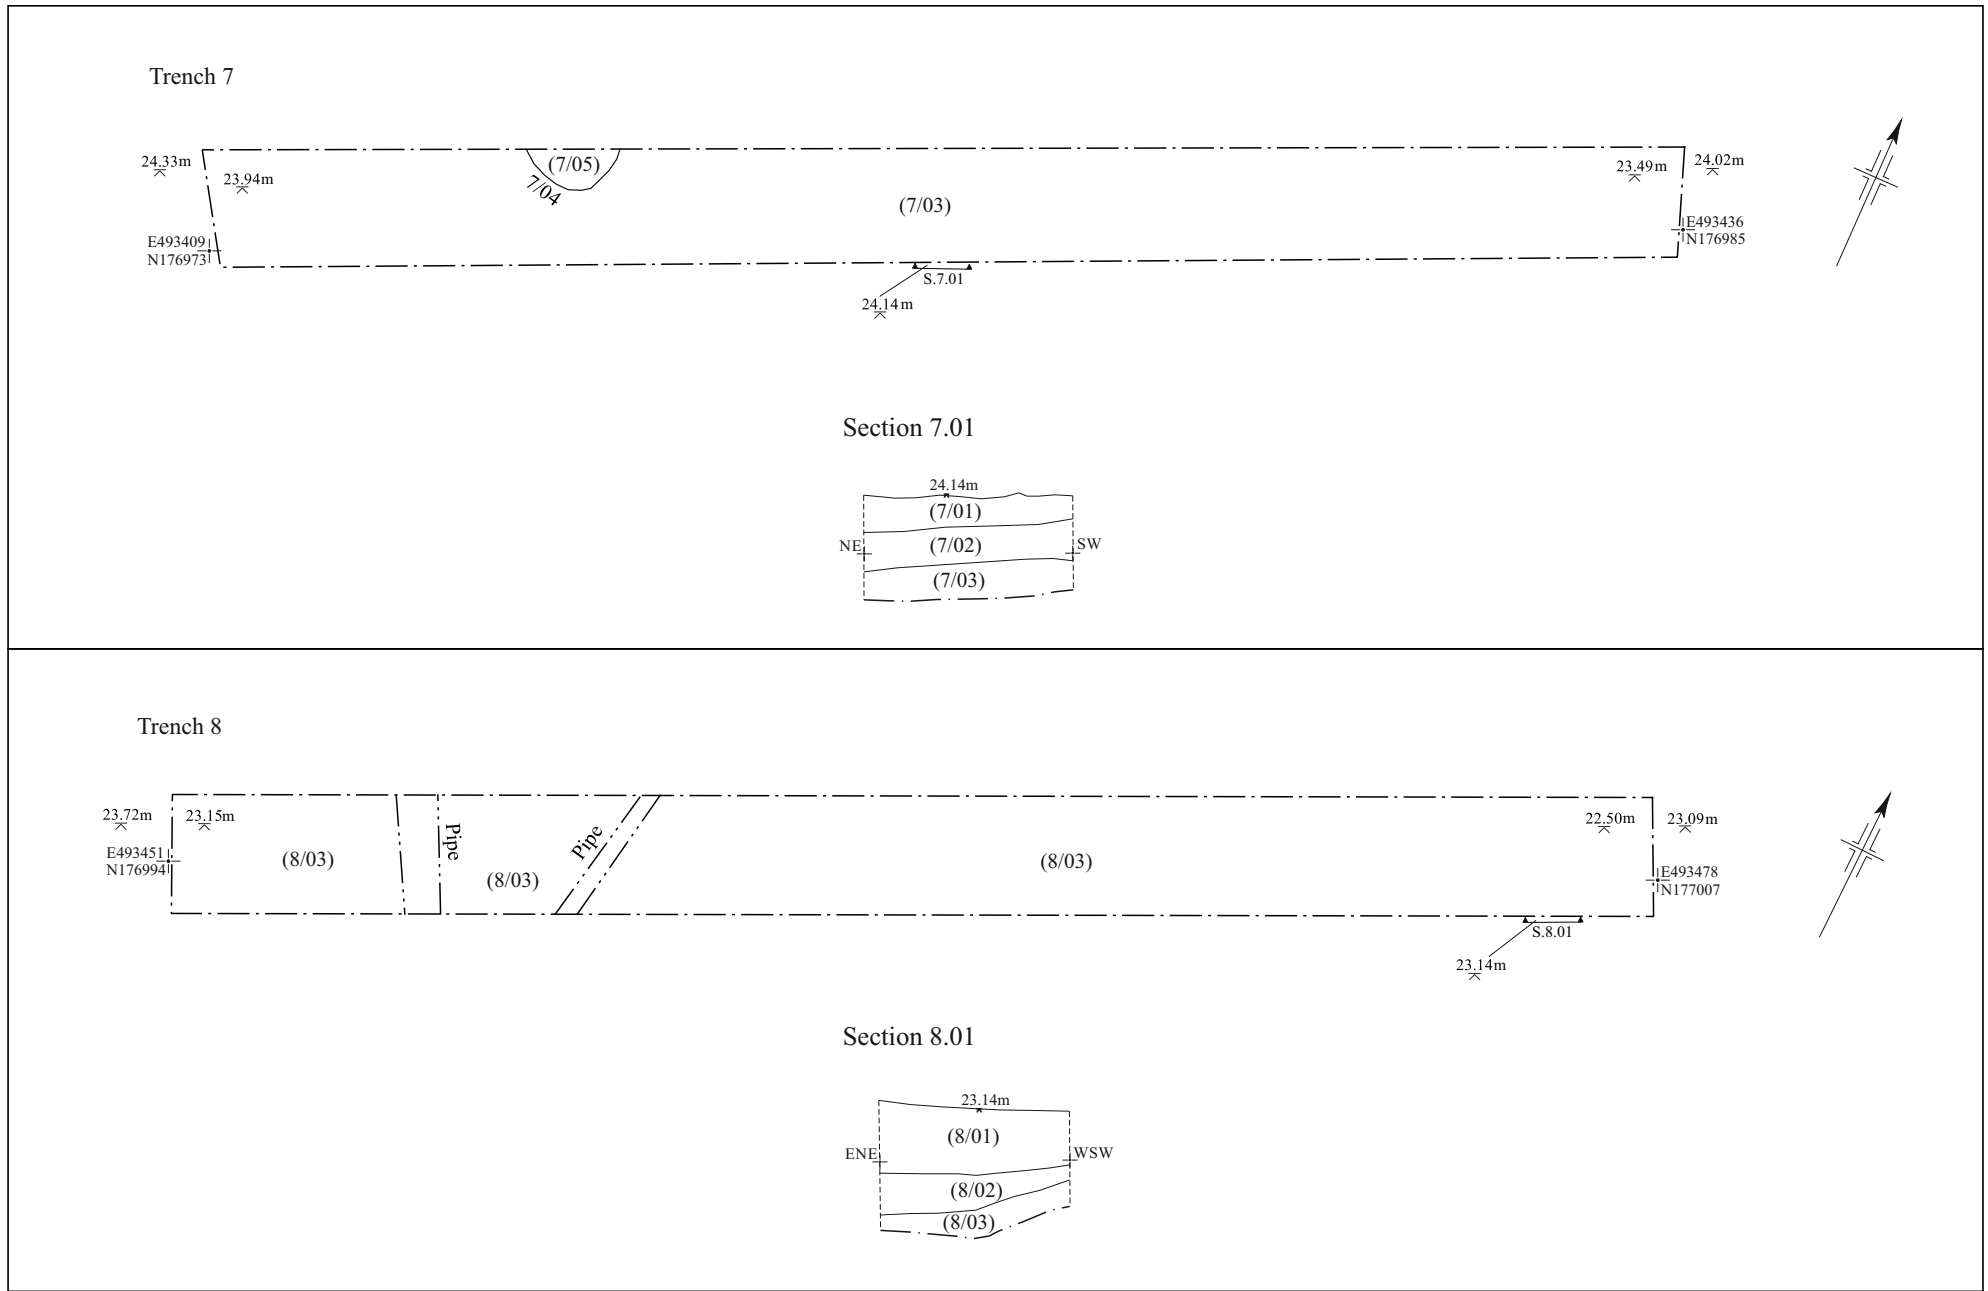 Trench 7
24.33m
23.94m
(7/05)
7/04
(7/03)
23.49m
24.02m
E493409
N176973
E493436
N176985
S.7.01
24.14m
Section 7.01
24.14m
(7/01)
NE
(7/02)
SW
(7/03)
Trench 8
23.72m
23.15m
E493451
N176994
(8/03)
Pipe
(8/03)
Pipe
(8/03)
22.50m
23.09m
E493478
N177007
S.8.01
23.14m
Section 8.01
23.14m
(8/01)
ENE
WSW
(8/02)
(8/03)